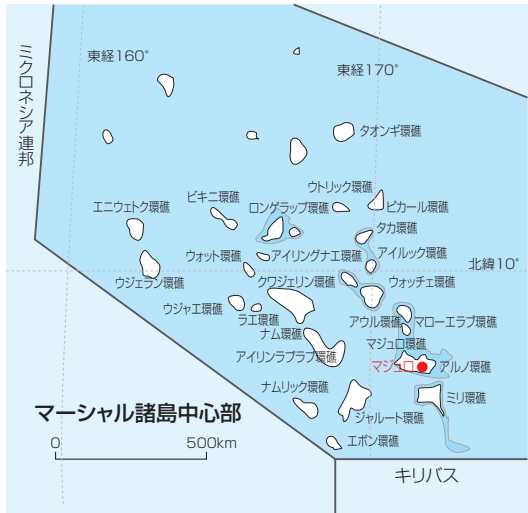 東経160°
東経170°
ミクロネシア連邦
タオンギ環礁
ウトリック環礁
ビキニ環礁
ロンゲラップ環礁
ビカール環礁
エニウェトク環礁
タカ環礁
ウォット環礁
アイリングナエ環礁
アイルック環礁
北緯10°
ウジェラン環礁
クワジェリン環礁
ウォッチェ環礁
ウジャエ環礁
ラエ環礁
アウル環礁
マローエラブ環礁
ナム環礁
マジュロ環礁
アイリンラプラプ環礁
マジュロ
アルノ環礁
ナムリック環礁
ミリ環礁
マーシャル諸島中心部
ジャルート環礁
0
500km
エボン環礁
キリバス